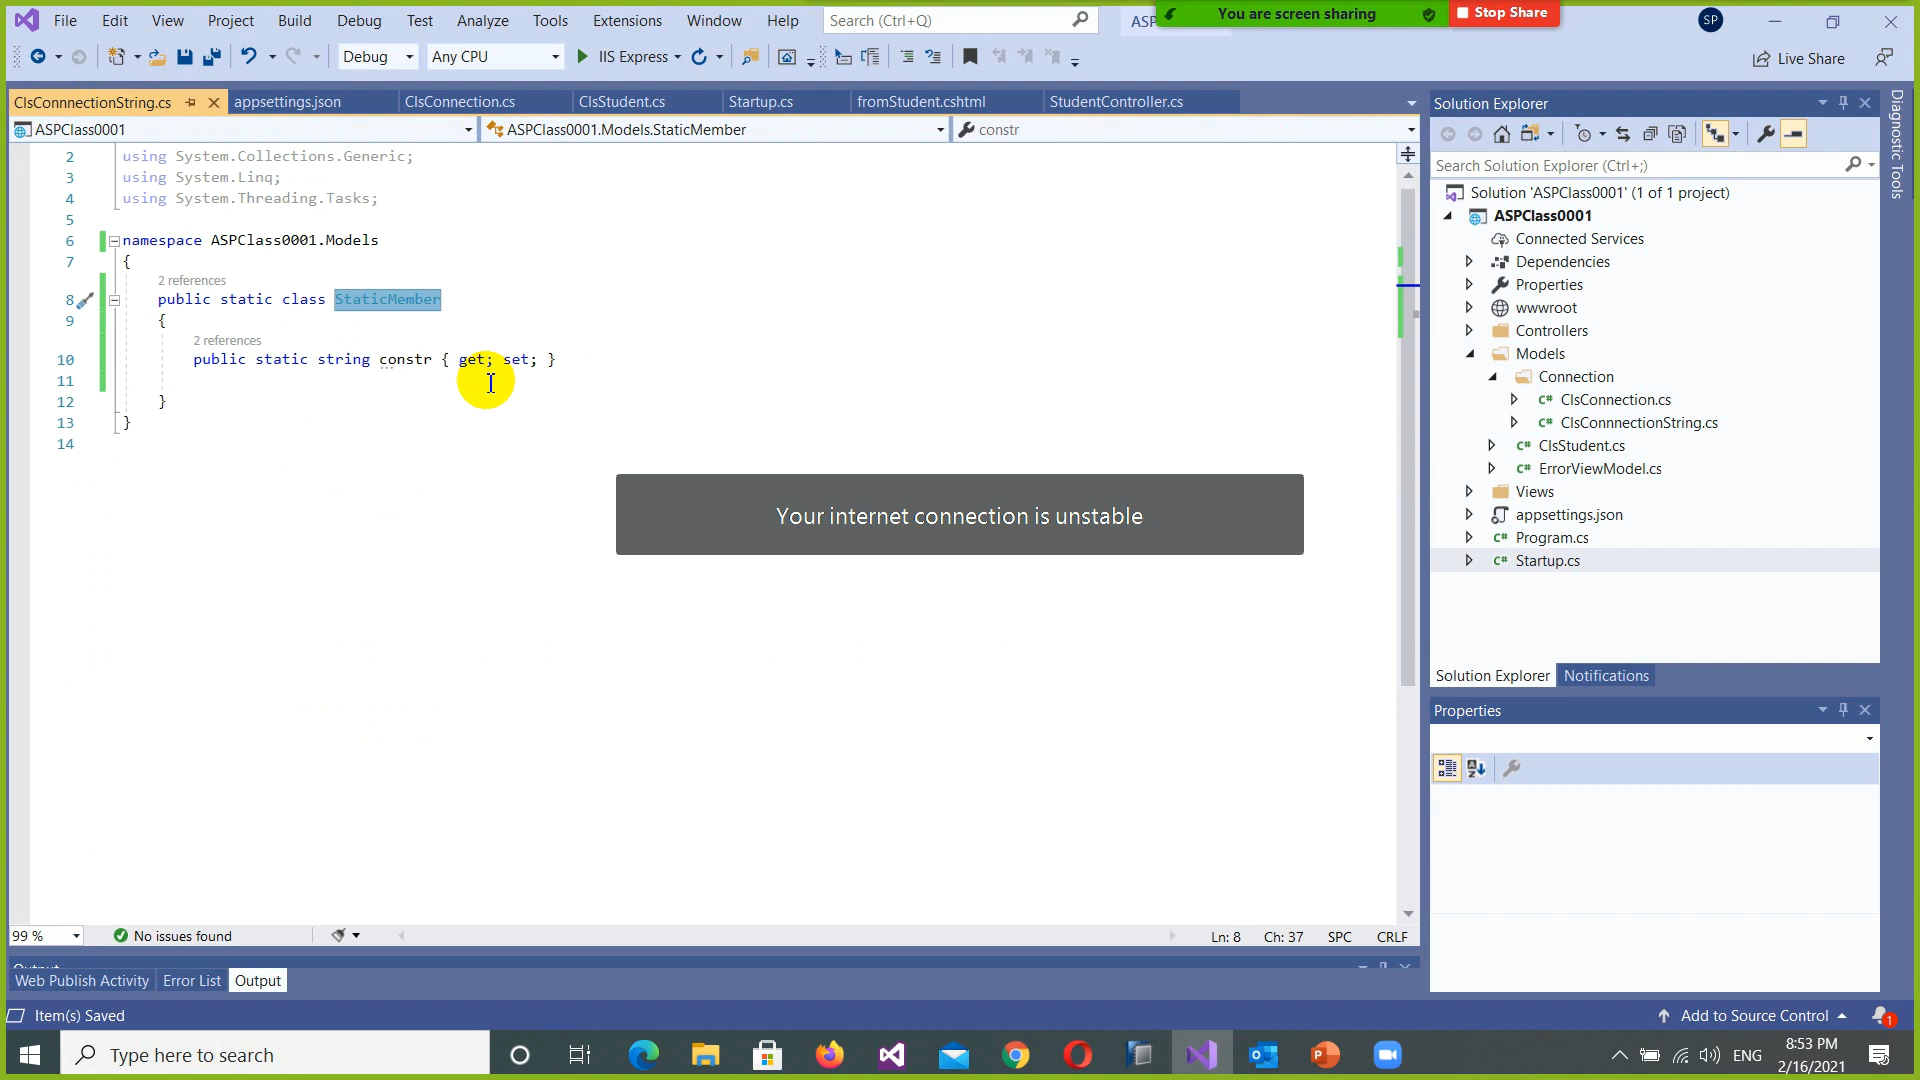 File Edit View Project Build Debug Test Analyze Tools Extensions Window Help Search (Ctrl+Q) ASP You are screen sharing Stop Share SP
Debug Any CPU IIS Express Live Share
ClsConnnectionString.cs appsettings.json ClsConnection.cs ClsStudent.cs Startup.cs fromStudent.cshtml StudentController.cs
ASPClass0001 ASPClass0001.Models.StaticMember constr
2 using System.Collections.Generic;
3 using System.Linq;
4 using System.Threading.Tasks;
5
6 namespace ASPClass0001.Models
7 {
2 references
8 public static class StaticMember
9 {
2 references
10 public static string constr { get; set; }
11
12 }
13 }
14
Your internet connection is unstable
99 % No issues found Ln: 8 Ch: 37 SPC CRLF
Output
Web Publish Activity Error List Output
Solution Explorer
Search Solution Explorer (Ctrl+;)
Solution 'ASPClass0001' (1 of 1 project)
ASPClass0001
Connected Services
Dependencies
Properties
wwwroot
Controllers
Models
Connection
C# ClsConnection.cs
C# ClsConnnectionString.cs
C# ClsStudent.cs
C# ErrorViewModel.cs
Views
appsettings.json
C# Program.cs
C# Startup.cs
Solution Explorer Notifications
Properties
Diagnostic Tools
Item(s) Saved Add to Source Control 1
Type here to search ENG 8:53 PM
2/16/2021